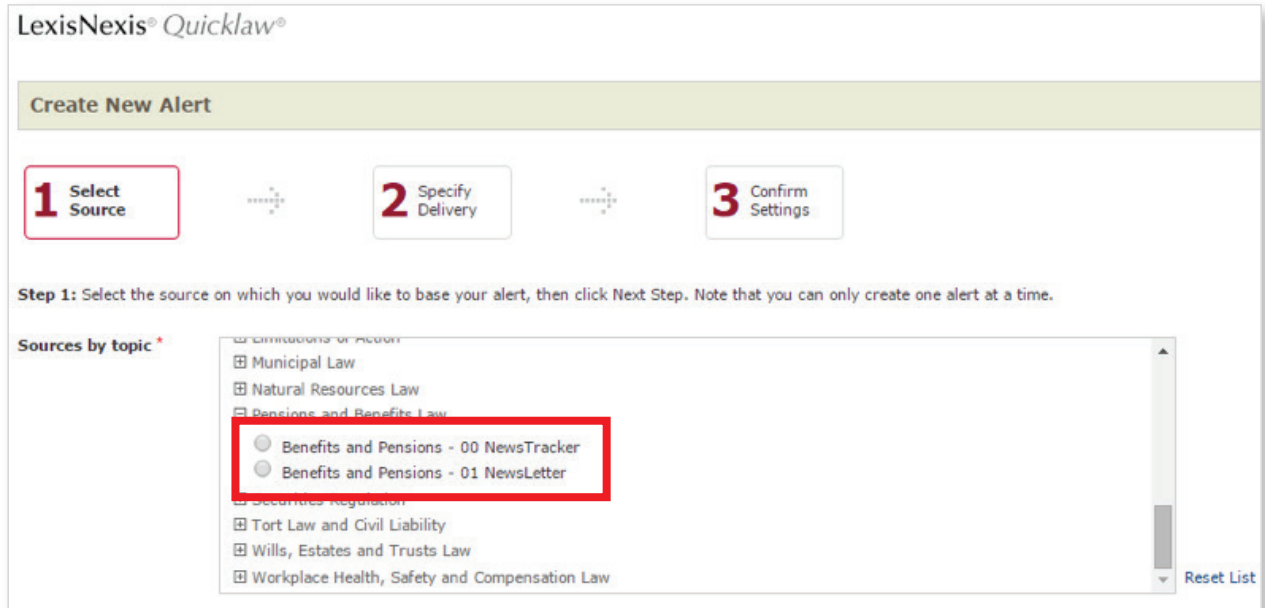 LexisNexis® Quicklaw®
Create New Alert
1 Select Source
2 Specify Delivery
3 Confirm Settings
Step 1: Select the source on which you would like to base your alert, then click Next Step. Note that you can only create one alert at a time.
Sources by topic *
Limitations of Action
Municipal Law
Natural Resources Law
Pensions and Benefits Law
Benefits and Pensions - 00 NewsTracker
Benefits and Pensions - 01 NewsLetter
Securities Regulation
Tort Law and Civil Liability
Wills, Estates and Trusts Law
Workplace Health, Safety and Compensation Law
Reset List